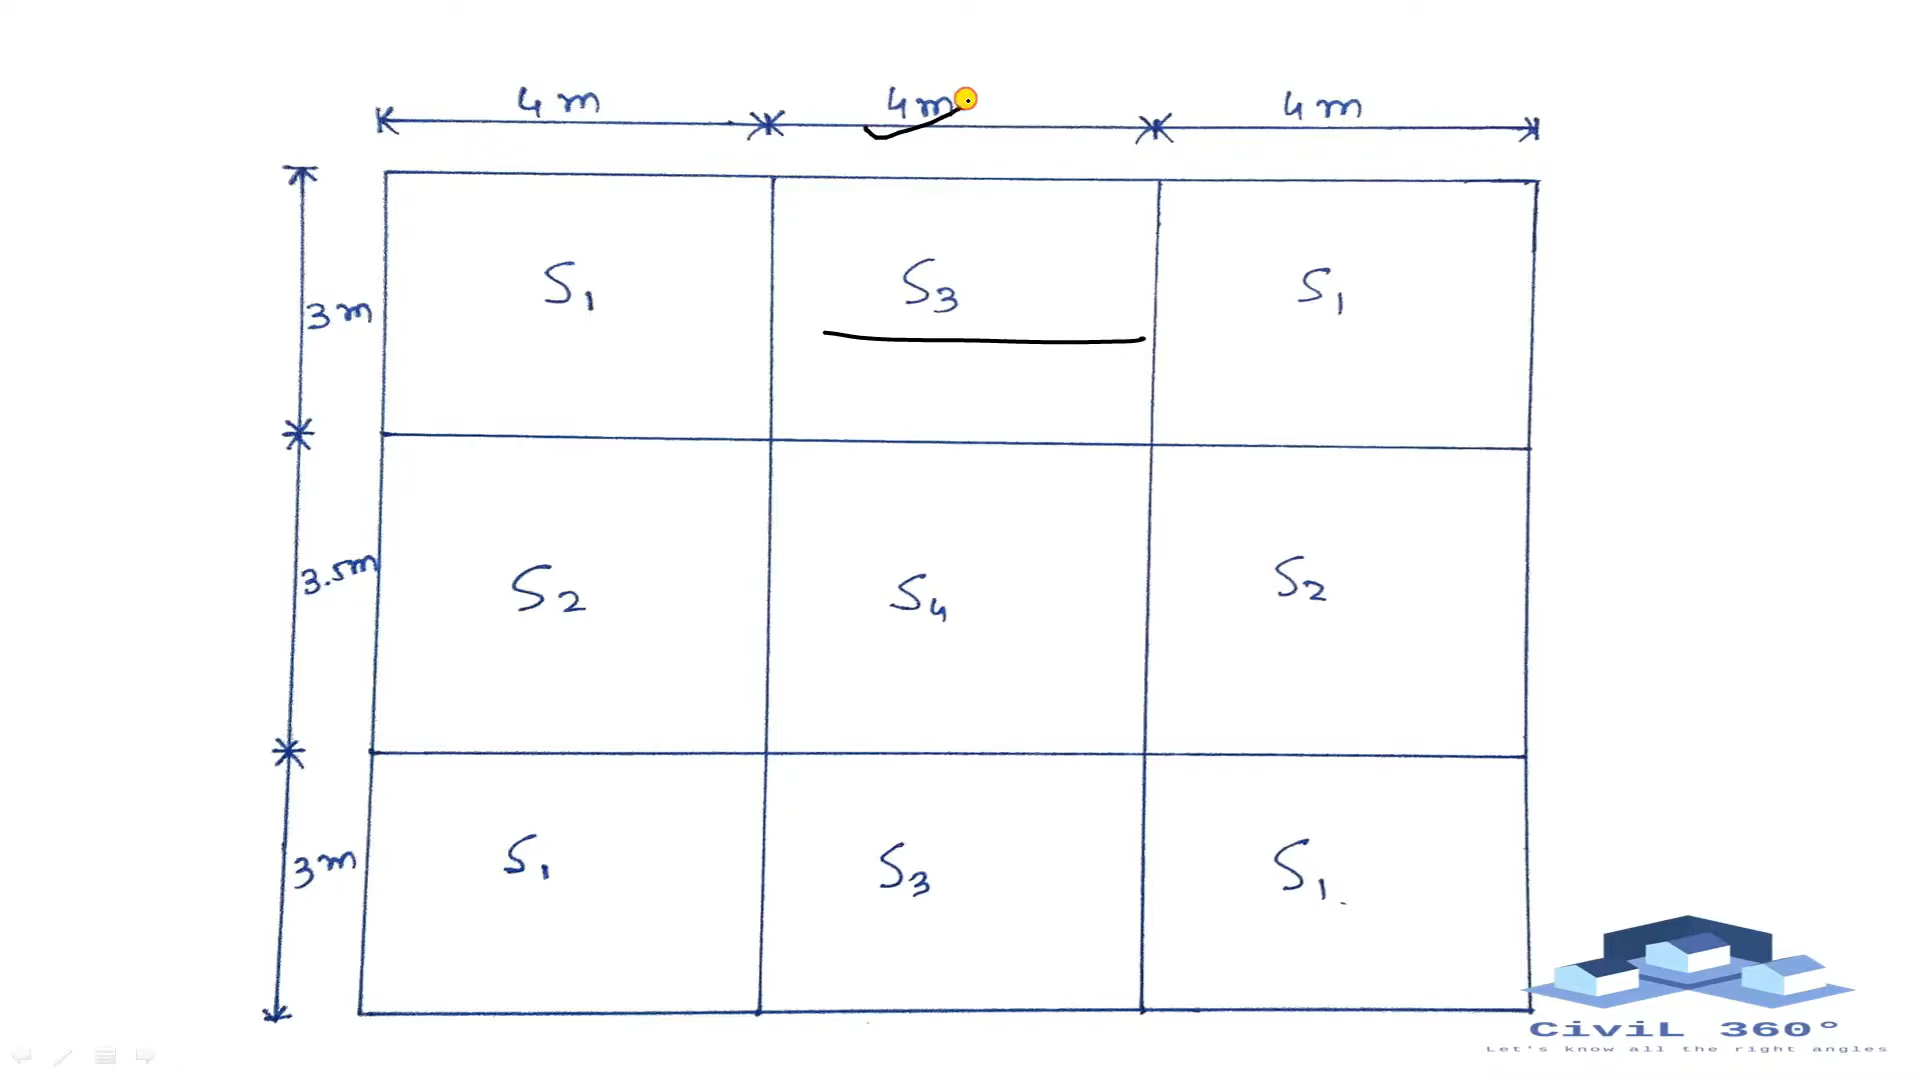 4 m 4 m 4 m
3 m
S1 S3 S1
3.5m
S2 S4 S2
3 m
S1 S3 S1.
CiviL 360°
Let's know all the right angles